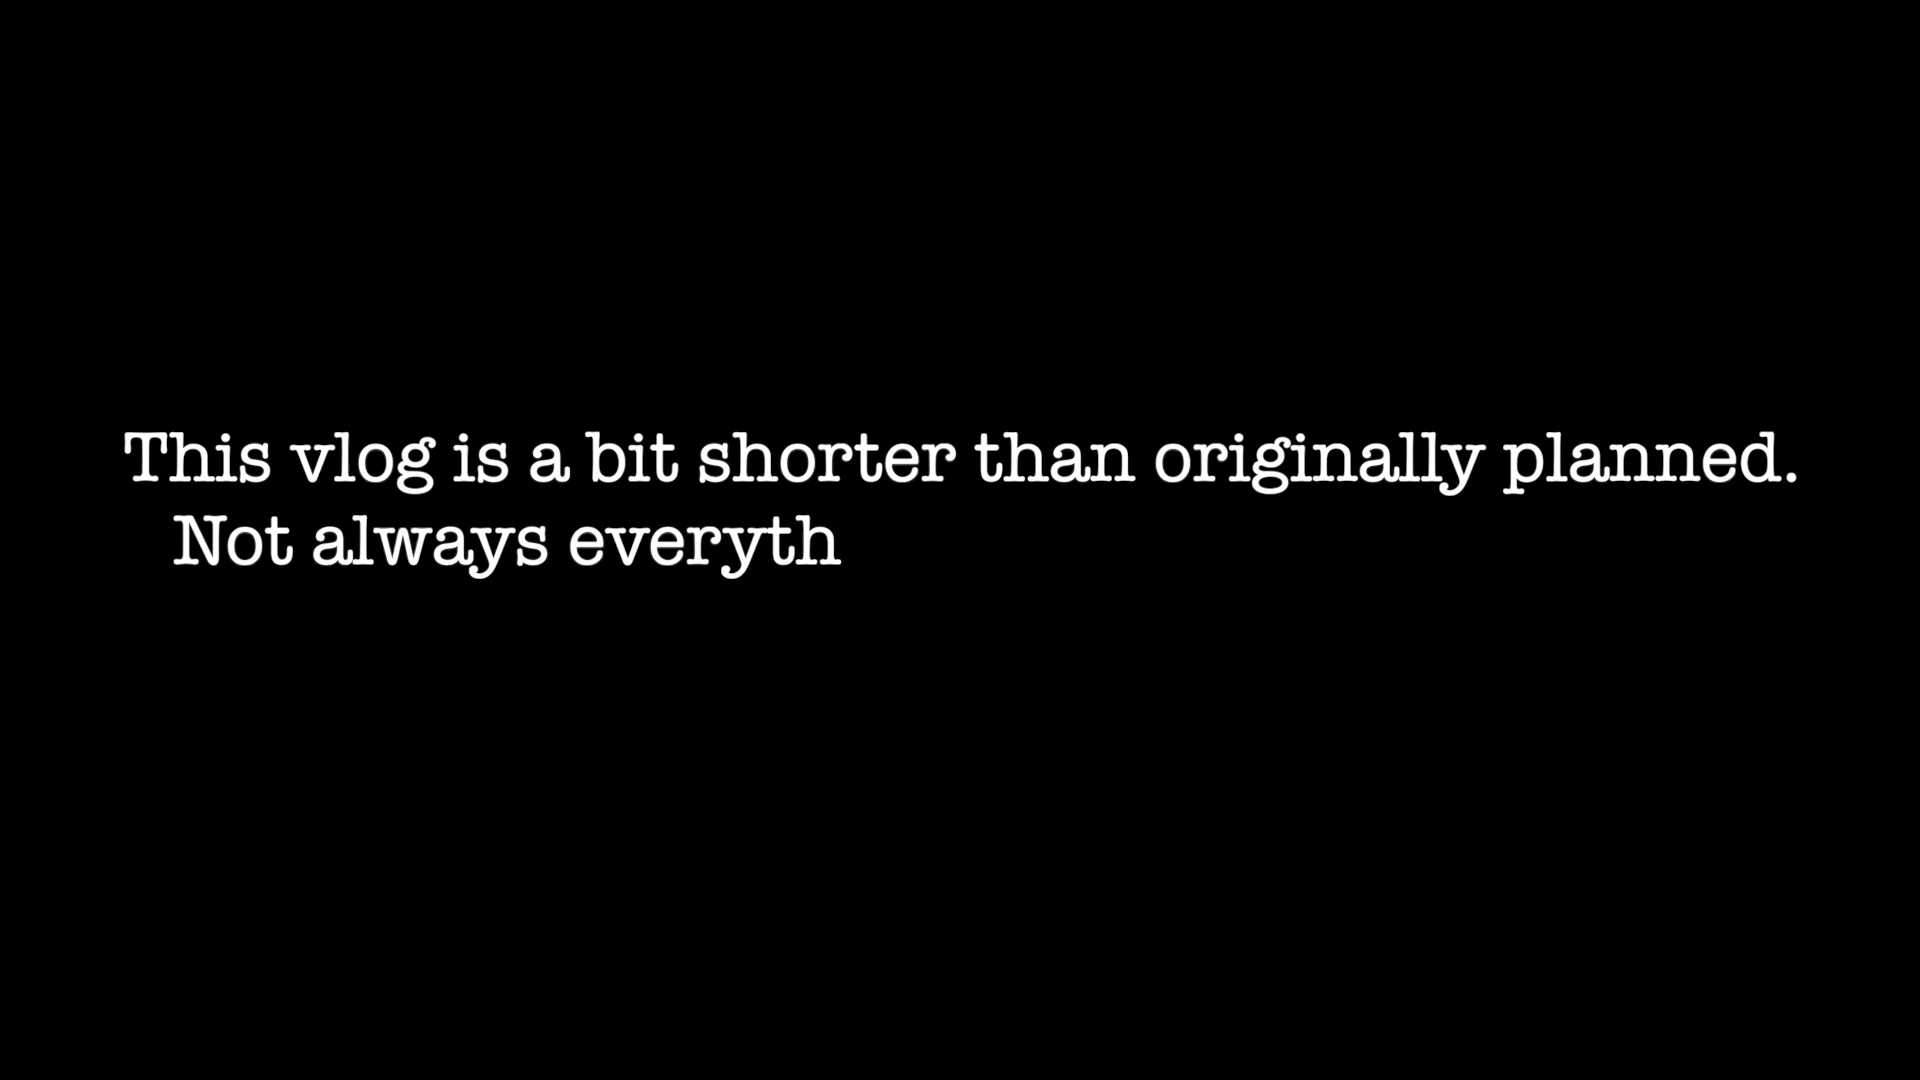 This vlog is a bit shorter than originally planned.
Not always everyth